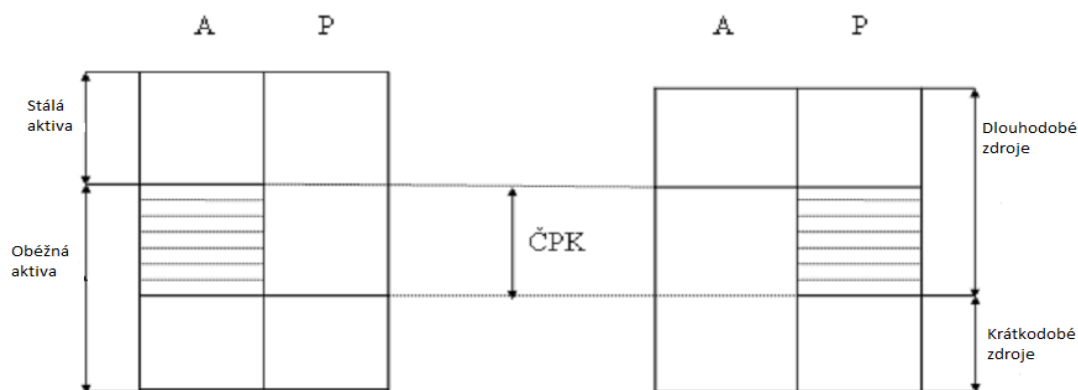 A P A P
Stálá
aktiva
Dlouhodobé
zdroje
ČPK
Oběžná
aktiva
Krátkodobé
zdroje